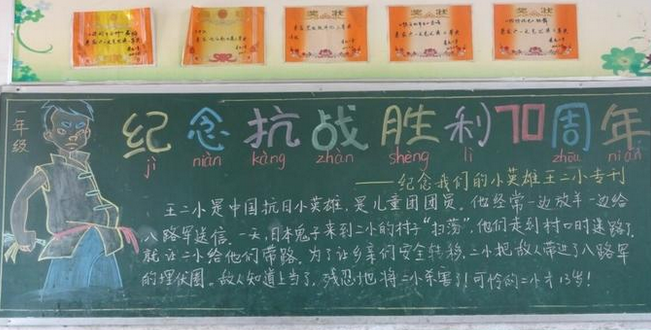 奖状
奖状
奖状
一年级
纪念抗战胜利70周年
jì niàn kàng zhàn shèng lì zhōu nián
——纪念我们的小英雄王二小专刊
王二小是中国抗日小英雄,是儿童团团员,他经常一边放羊一边给
八路军送信.一天,日本鬼子来到二小的村子"扫荡",他们走到村口时迷路了,
就让二小给他们带路.为了让乡亲们安全转移,二小把敌人带进了八路军
的埋伏圈.敌人知道上当了,残忍地将二小杀害了!可怜的二小才13岁!